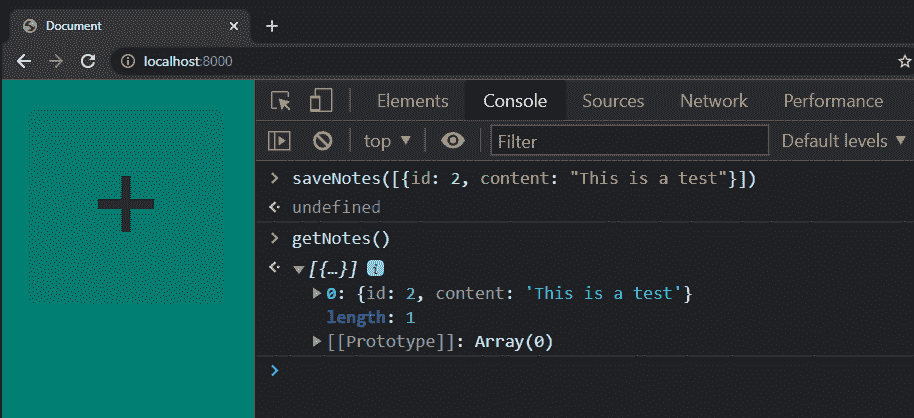 Document
localhost:8000
Elements Console Sources Network Performance
top Filter Default levels
saveNotes([{id: 2, content: "This is a test"}])
undefined
getNotes()
[{…}] i
0: {id: 2, content: 'This is a test'}
length: 1
[[Prototype]]: Array(0)